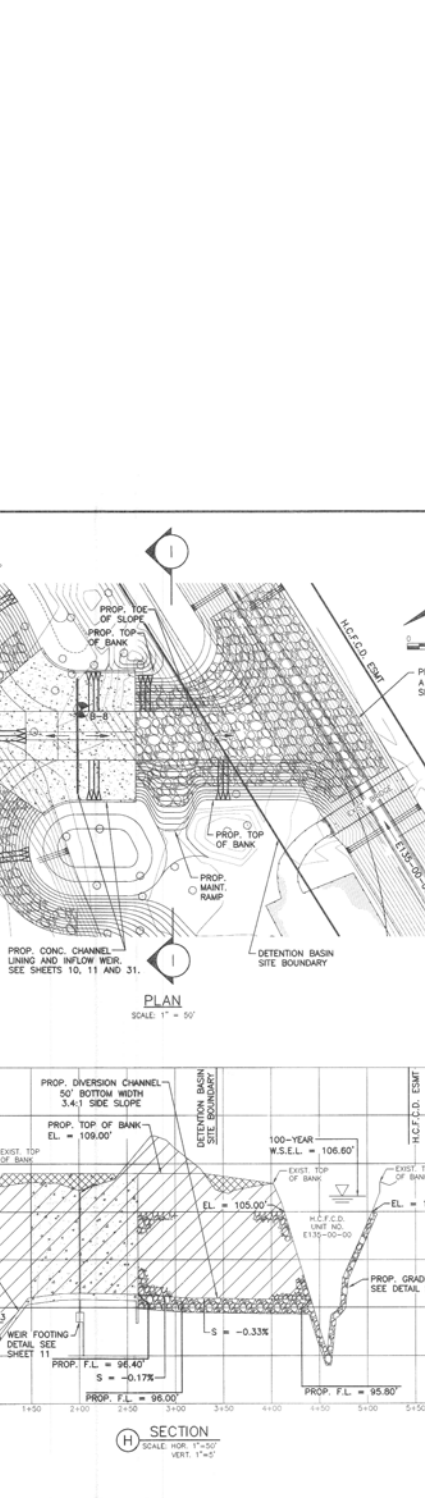 I
PROP. TOE
OF SLOPE
PROP. TOP
OF BANK
H.C.F.C.D. ESMT
B-8
PROP. TOP
OF BANK
PROP.
MAINT.
RAMP
PROP. CONC. CHANNEL
LINING AND INFLOW WEIR.
SEE SHEETS 10, 11 AND 31.
I
DETENTION BASIN
SITE BOUNDARY
PLAN
SCALE: 1" = 50'
PROP. DIVERSION CHANNEL
50' BOTTOM WIDTH
3.4:1 SIDE SLOPE
DETENTION BASIN
SITE BOUNDARY
H.C.F.C.D. ESMT
PROP. TOP OF BANK
EL. = 109.00'
100-YEAR
W.S.E.L. = 106.60'
EXIST. TOP
OF BANK
EXIST. TOP
OF BANK
EL. = 105.00'
H.C.F.C.D.
UNIT NO.
E135-00-00
PROP. GRAD
SEE DETAIL
WEIR FOOTING
DETAIL SEE
SHEET 11
S = -0.33%
PROP. F.L. = 96.40'
S = -0.17%
PROP. F.L. = 96.00'
PROP. F.L. = 95.80'
1+50 2+00 2+50 3+00 3+50 4+00 4+50 5+00 5+50
H SECTION
SCALE: HOR. 1"=50'
VERT. 1"=5'